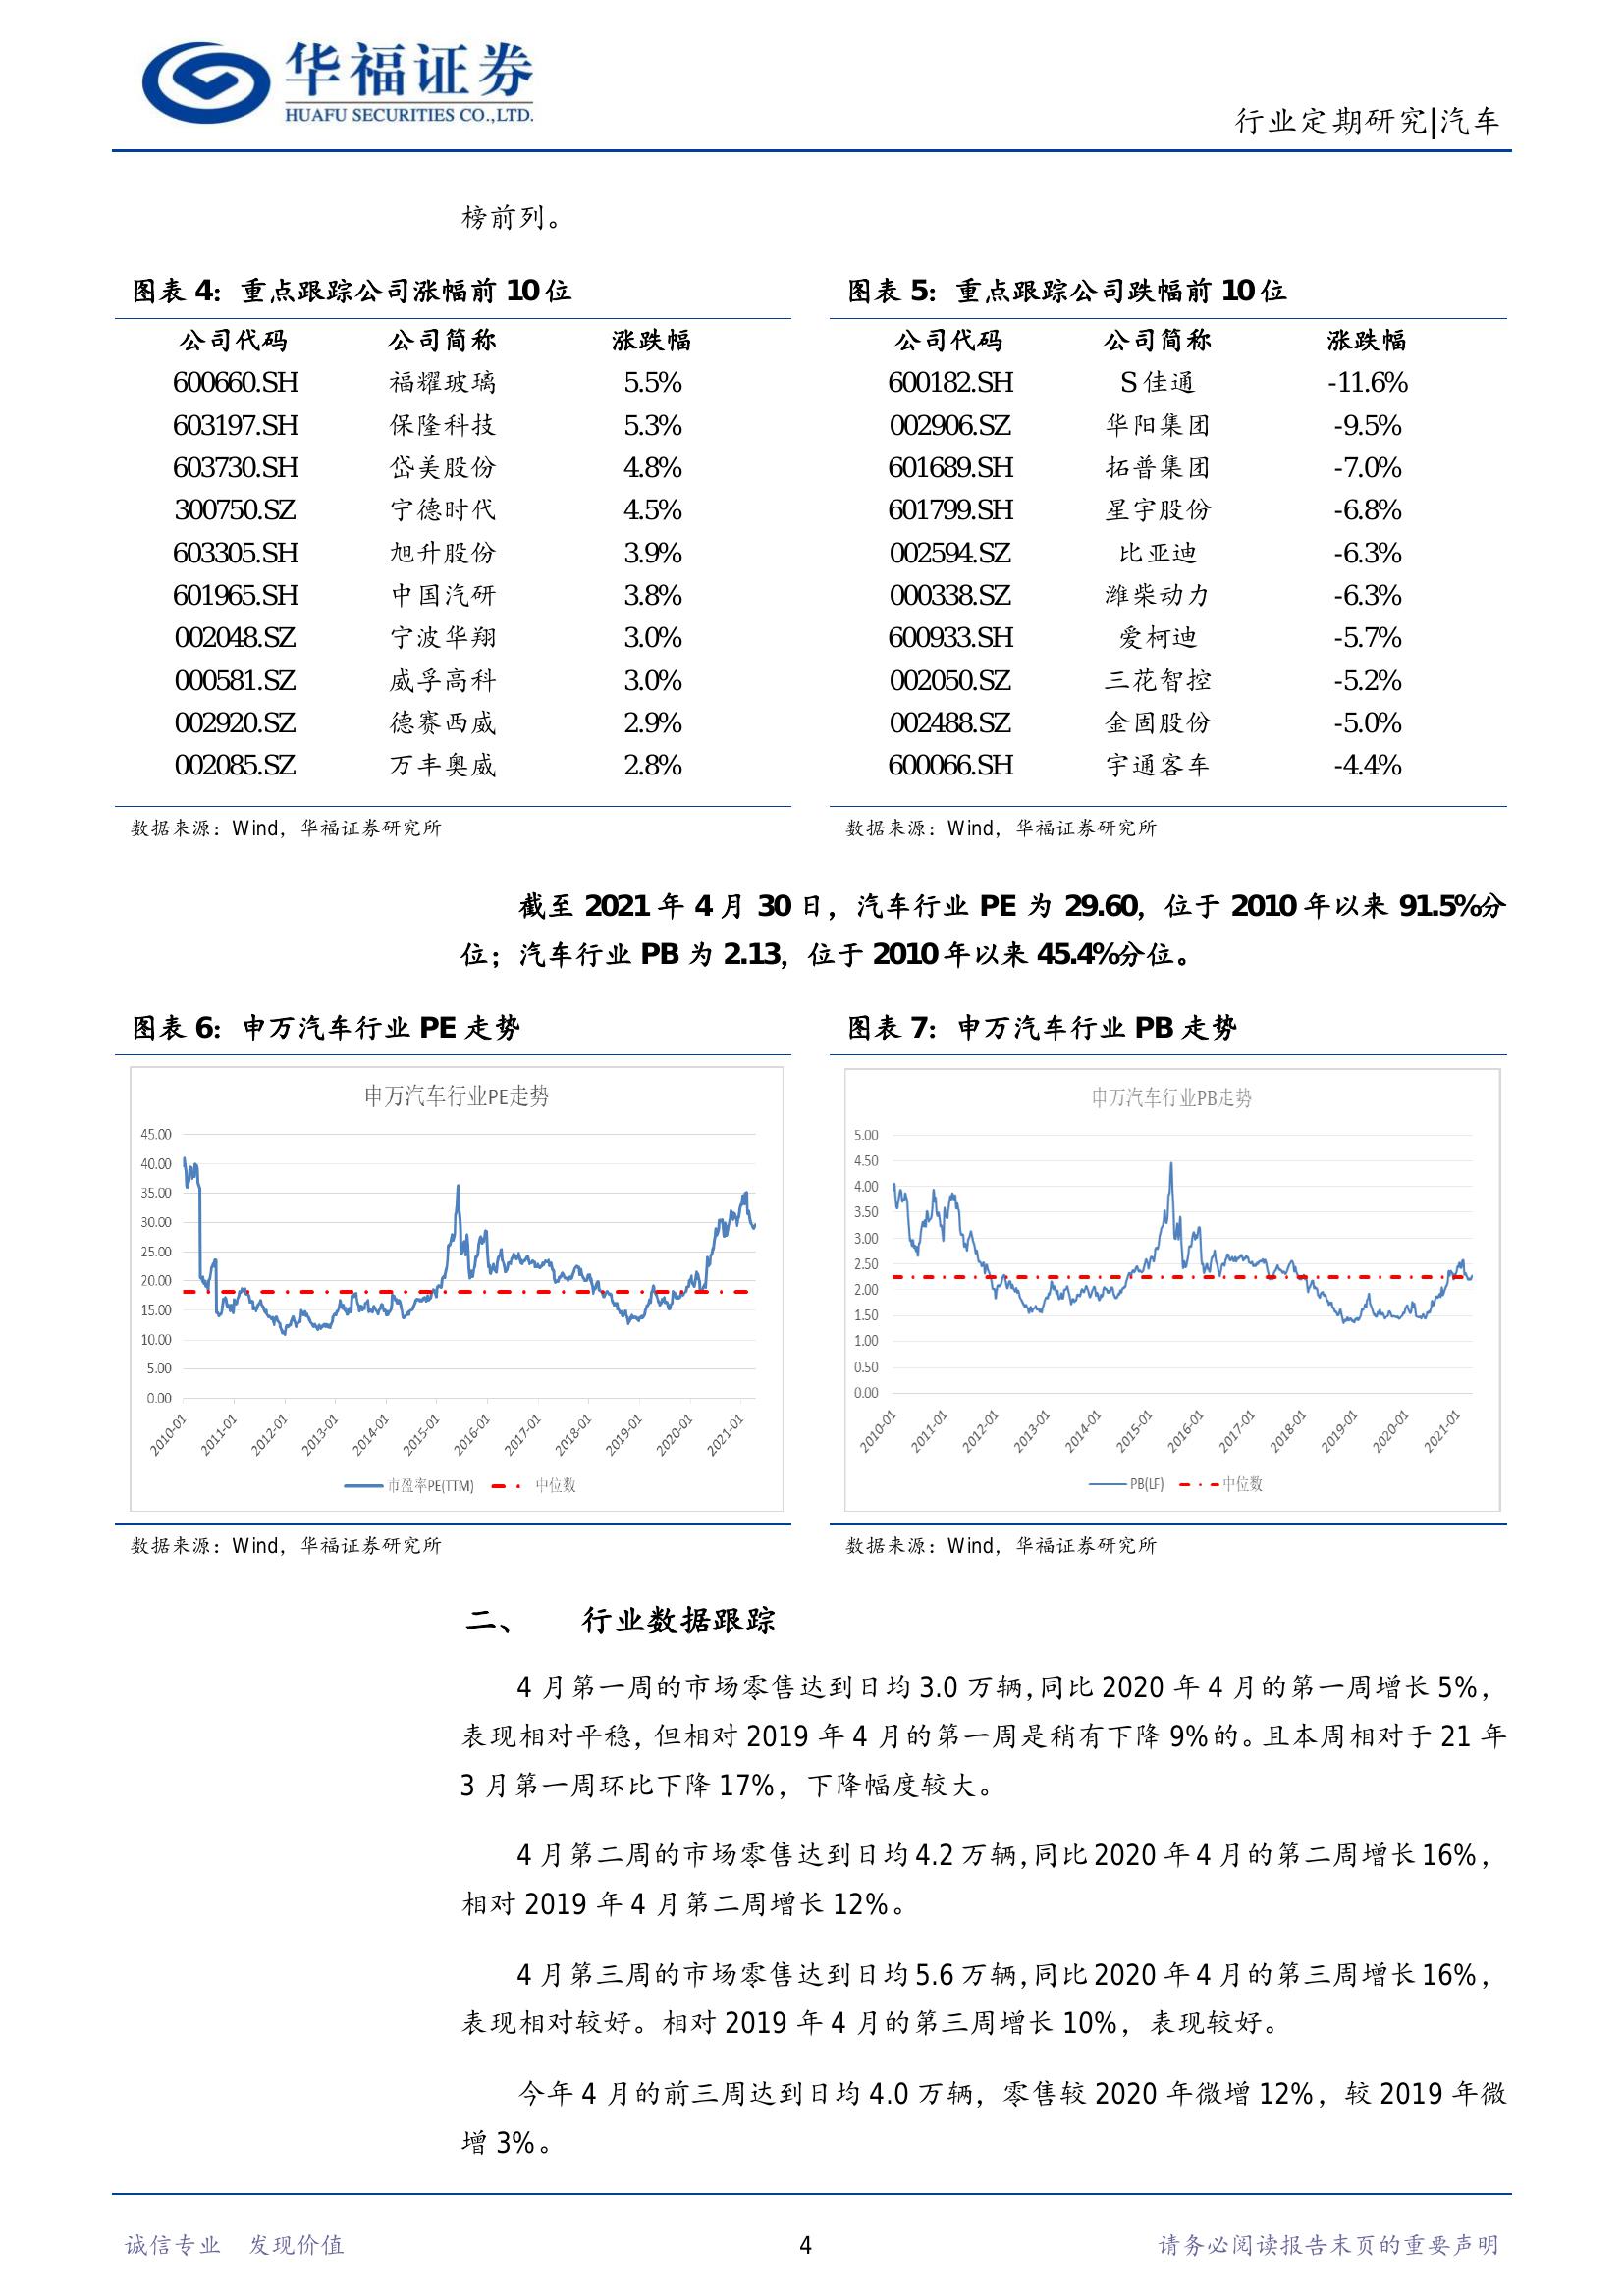 华福证券
HUAFU SECURITIES CO.,LTD.
行业定期研究|汽车
榜前列。
图表 4：重点跟踪公司涨幅前 10 位
公司代码 公司简称 涨跌幅
600660.SH 福耀玻璃 5.5%
603197.SH 保隆科技 5.3%
603730.SH 岱美股份 4.8%
300750.SZ 宁德时代 4.5%
603305.SH 旭升股份 3.9%
601965.SH 中国汽研 3.8%
002048.SZ 宁波华翔 3.0%
000581.SZ 威孚高科 3.0%
002920.SZ 德赛西威 2.9%
002085.SZ 万丰奥威 2.8%
数据来源：Wind，华福证券研究所
图表 5：重点跟踪公司跌幅前 10 位
公司代码 公司简称 涨跌幅
600182.SH S 佳通 -11.6%
002906.SZ 华阳集团 -9.5%
601689.SH 拓普集团 -7.0%
601799.SH 星宇股份 -6.8%
002594.SZ 比亚迪 -6.3%
000338.SZ 潍柴动力 -6.3%
600933.SH 爱柯迪 -5.7%
002050.SZ 三花智控 -5.2%
002488.SZ 金固股份 -5.0%
600066.SH 宇通客车 -4.4%
数据来源：Wind，华福证券研究所
截至 2021 年 4 月 30 日，汽车行业 PE 为 29.60，位于 2010 年以来 91.5%分
位；汽车行业 PB 为 2.13，位于 2010 年以来 45.4%分位。
图表 6：申万汽车行业 PE 走势
申万汽车行业PE走势
45.00
40.00
35.00
30.00
25.00
20.00
15.00
10.00
5.00
0.00
2010-01 2011-01 2012-01 2013-01 2014-01 2015-01 2016-01 2017-01 2018-01 2019-01 2020-01 2021-01
市盈率PE(TTM) 中位数
数据来源：Wind，华福证券研究所
图表 7：申万汽车行业 PB 走势
申万汽车行业PB走势
5.00
4.50
4.00
3.50
3.00
2.50
2.00
1.50
1.00
0.50
0.00
2010-01 2011-01 2012-01 2013-01 2014-01 2015-01 2016-01 2017-01 2018-01 2019-01 2020-01 2021-01
PB(LF) 中位数
数据来源：Wind，华福证券研究所
二、 行业数据跟踪
4 月第一周的市场零售达到日均 3.0 万辆，同比 2020 年 4 月的第一周增长 5%，
表现相对平稳，但相对 2019 年 4 月的第一周是稍有下降 9%的。且本周相对于 21 年
3 月第一周环比下降 17%，下降幅度较大。
4 月第二周的市场零售达到日均 4.2 万辆，同比 2020 年 4 月的第二周增长 16%，
相对 2019 年 4 月第二周增长 12%。
4 月第三周的市场零售达到日均 5.6 万辆，同比 2020 年 4 月的第三周增长 16%，
表现相对较好。相对 2019 年 4 月的第三周增长 10%，表现较好。
今年 4 月的前三周达到日均 4.0 万辆，零售较 2020 年微增 12%，较 2019 年微
增 3%。
诚信专业 发现价值 4 请务必阅读报告末页的重要声明